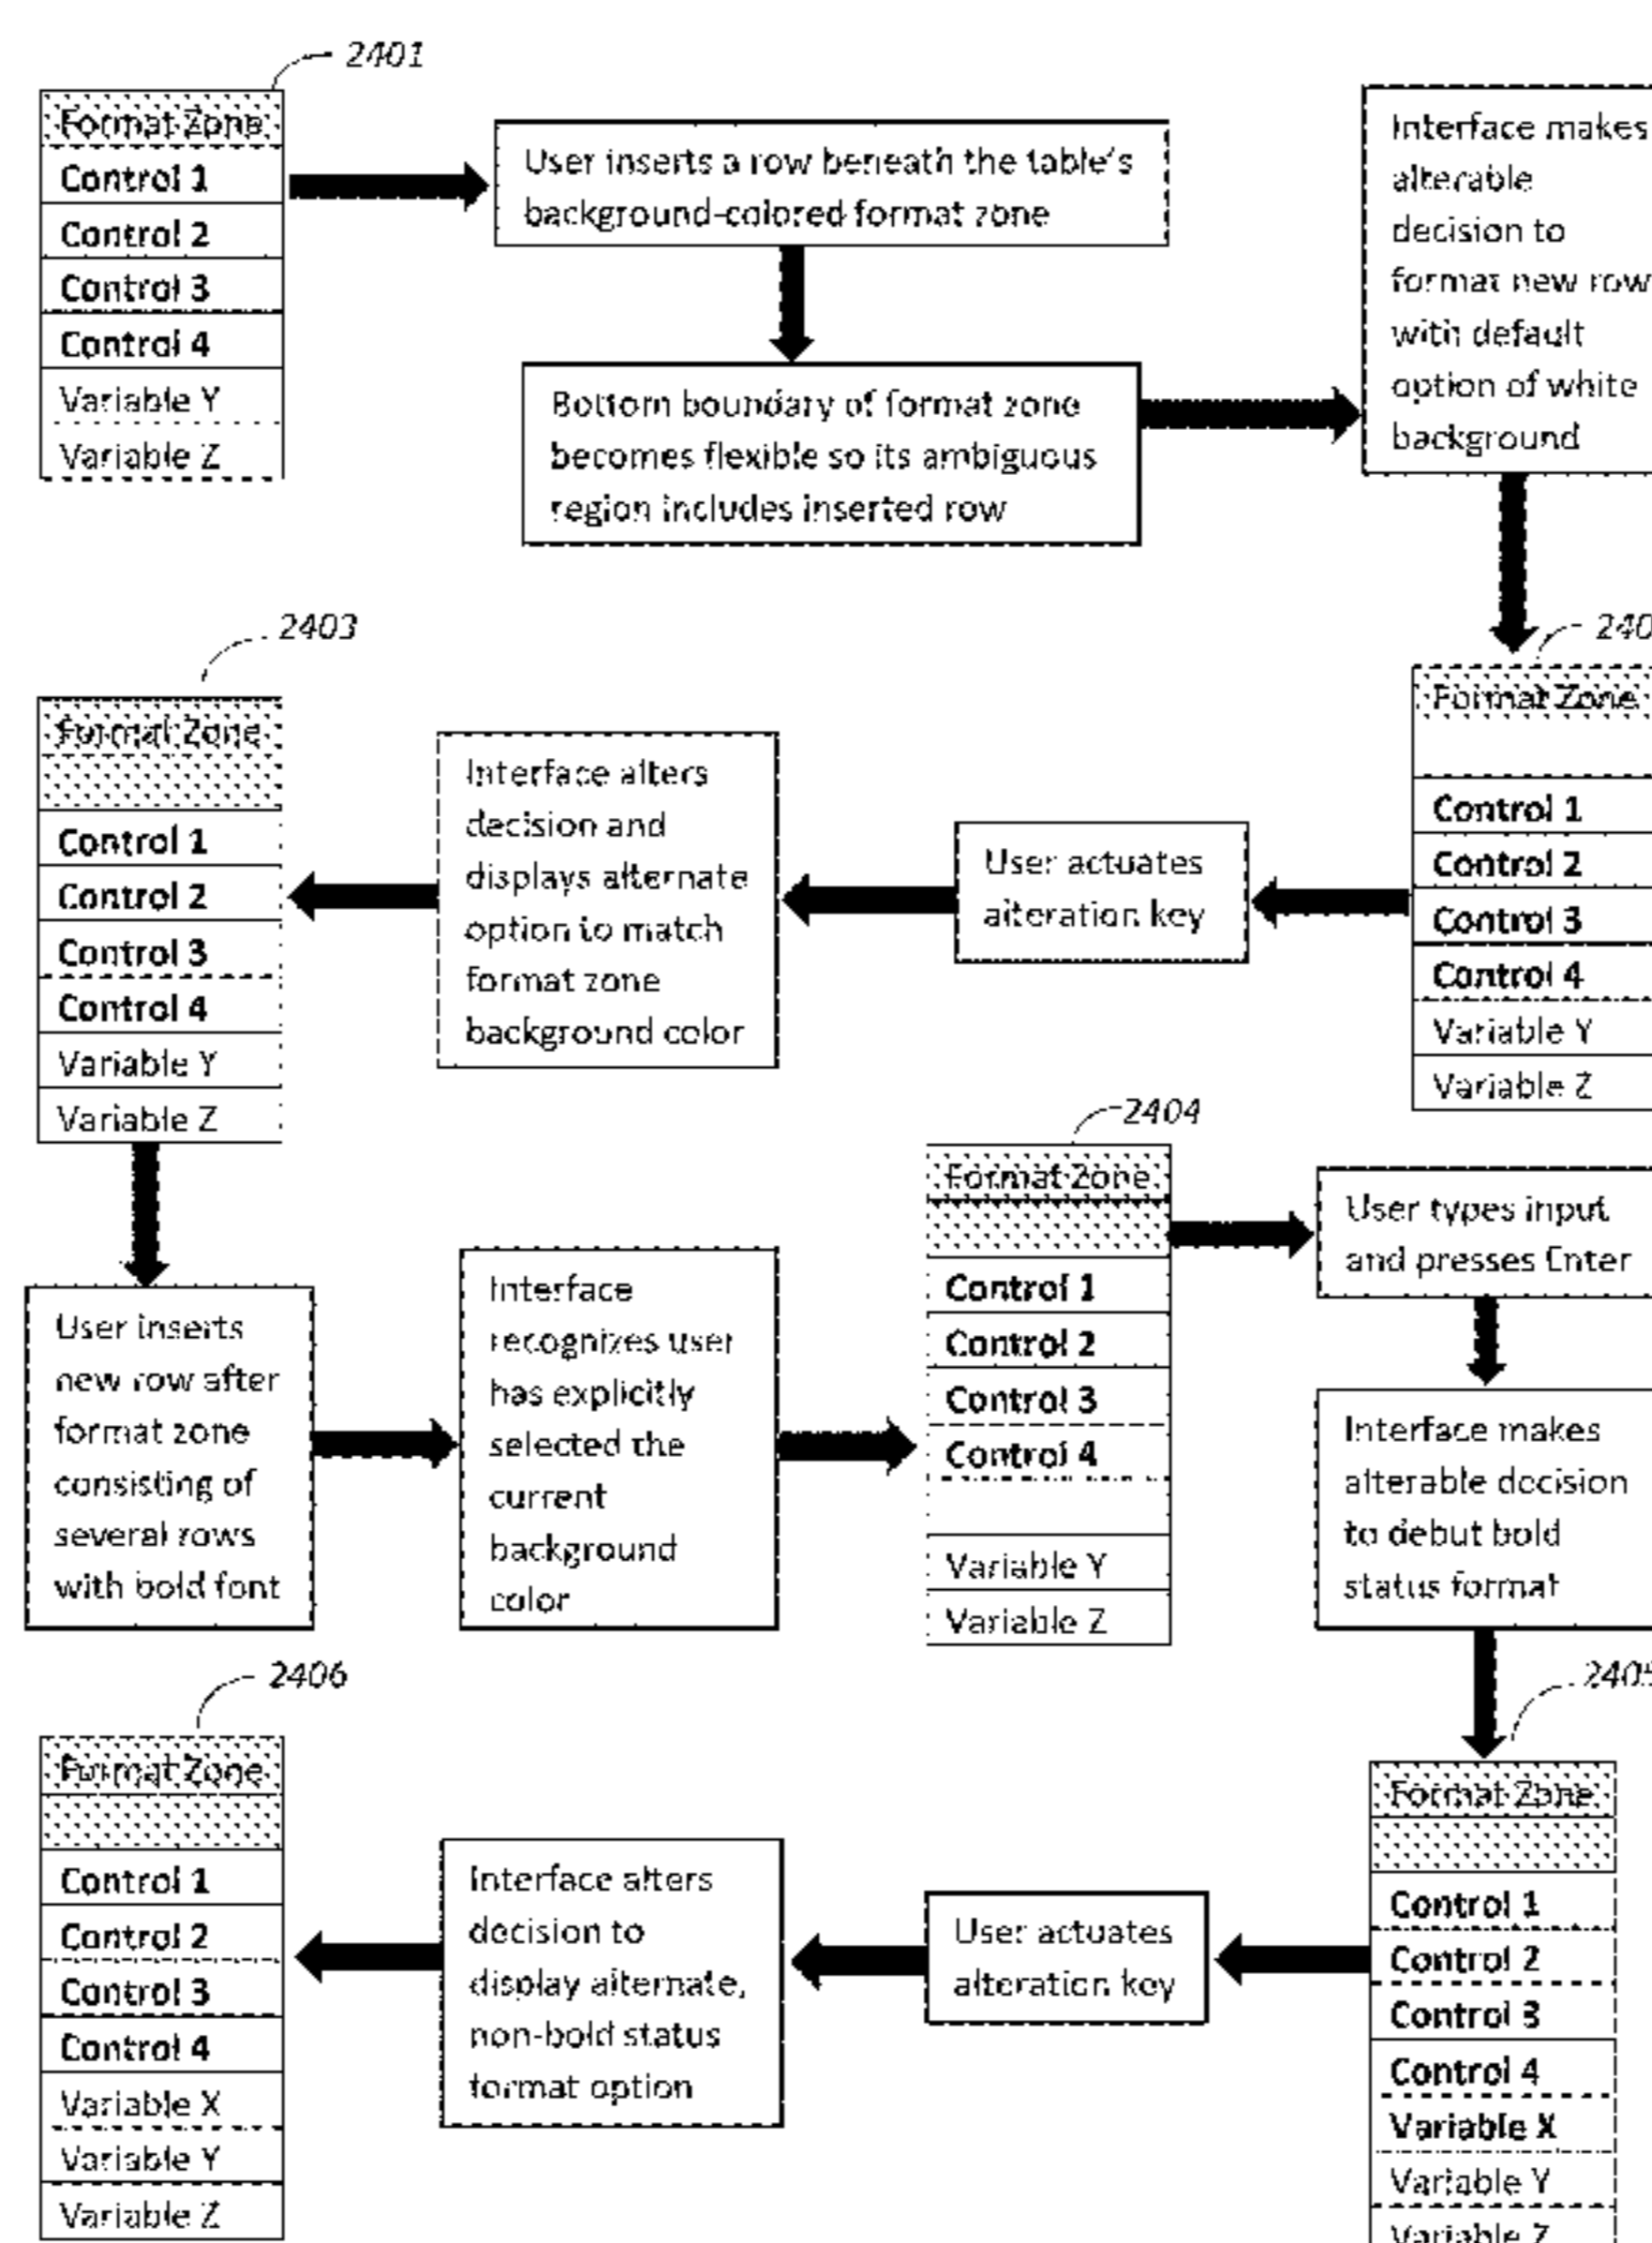 2401
Format Zone
Control 1
Control 2
Control 3
Control 4
Variable Y
Variable Z
User inserts a row beneath the table's
background-colored format zone
Bottom boundary of format zone
becomes flexible so its ambiguous
region includes inserted row
Interface makes
alterable
decision to
format new row
with default
option of white
background
240
Format Zone
Control 1
Control 2
Control 3
Control 4
Variable Y
Variable Z
User actuates
alteration key
Interface alters
decision and
displays alternate
option to match
format zone
background color
2403
Format Zone
Control 1
Control 2
Control 3
Control 4
Variable Y
Variable Z
User inserts
new row after
format zone
consisting of
several rows
with bold font
Interface
recognizes user
has explicitly
selected the
current
background
color
2404
Format Zone
Control 1
Control 2
Control 3
Control 4
Variable Y
Variable Z
User types input
and presses Enter
Interface makes
alterable decision
to debut bold
status format
2405
Format Zone
Control 1
Control 2
Control 3
Control 4
Variable X
Variable Y
Variable Z
User actuates
alteration key
Interface alters
decision to
display alternate,
non-bold status
format option
2406
Format Zone
Control 1
Control 2
Control 3
Control 4
Variable X
Variable Y
Variable Z